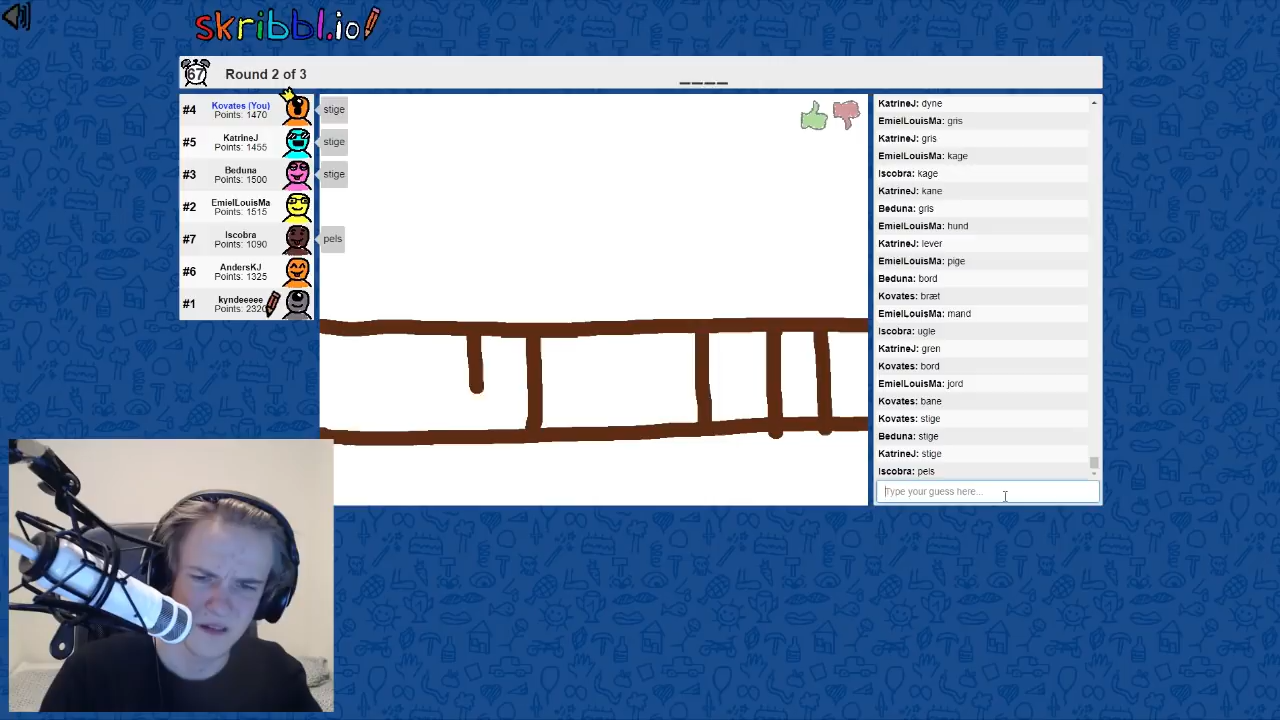 skribbl.io
67
Round 2 of 3
____
#4
Kovates (You)
Points: 1470
stige
#5
KatrineJ
Points: 1455
stige
#3
Beduna
Points: 1500
stige
#2
EmielLouisMa
Points: 1515
#7
Iscobra
Points: 1090
pels
#6
AndersKJ
Points: 1325
#1
kyndeeeee
Points: 2320
KatrineJ: dyne
EmielLouisMa: gris
KatrineJ: gris
EmielLouisMa: kage
Iscobra: kage
KatrineJ: kane
Beduna: gris
EmielLouisMa: hund
KatrineJ: lever
EmielLouisMa: pige
Beduna: bord
Kovates: bræt
EmielLouisMa: mand
Iscobra: ugle
KatrineJ: gren
Kovates: bord
EmielLouisMa: jord
Kovates: bane
Kovates: stige
Beduna: stige
KatrineJ: stige
Iscobra: pels
Type your guess here...